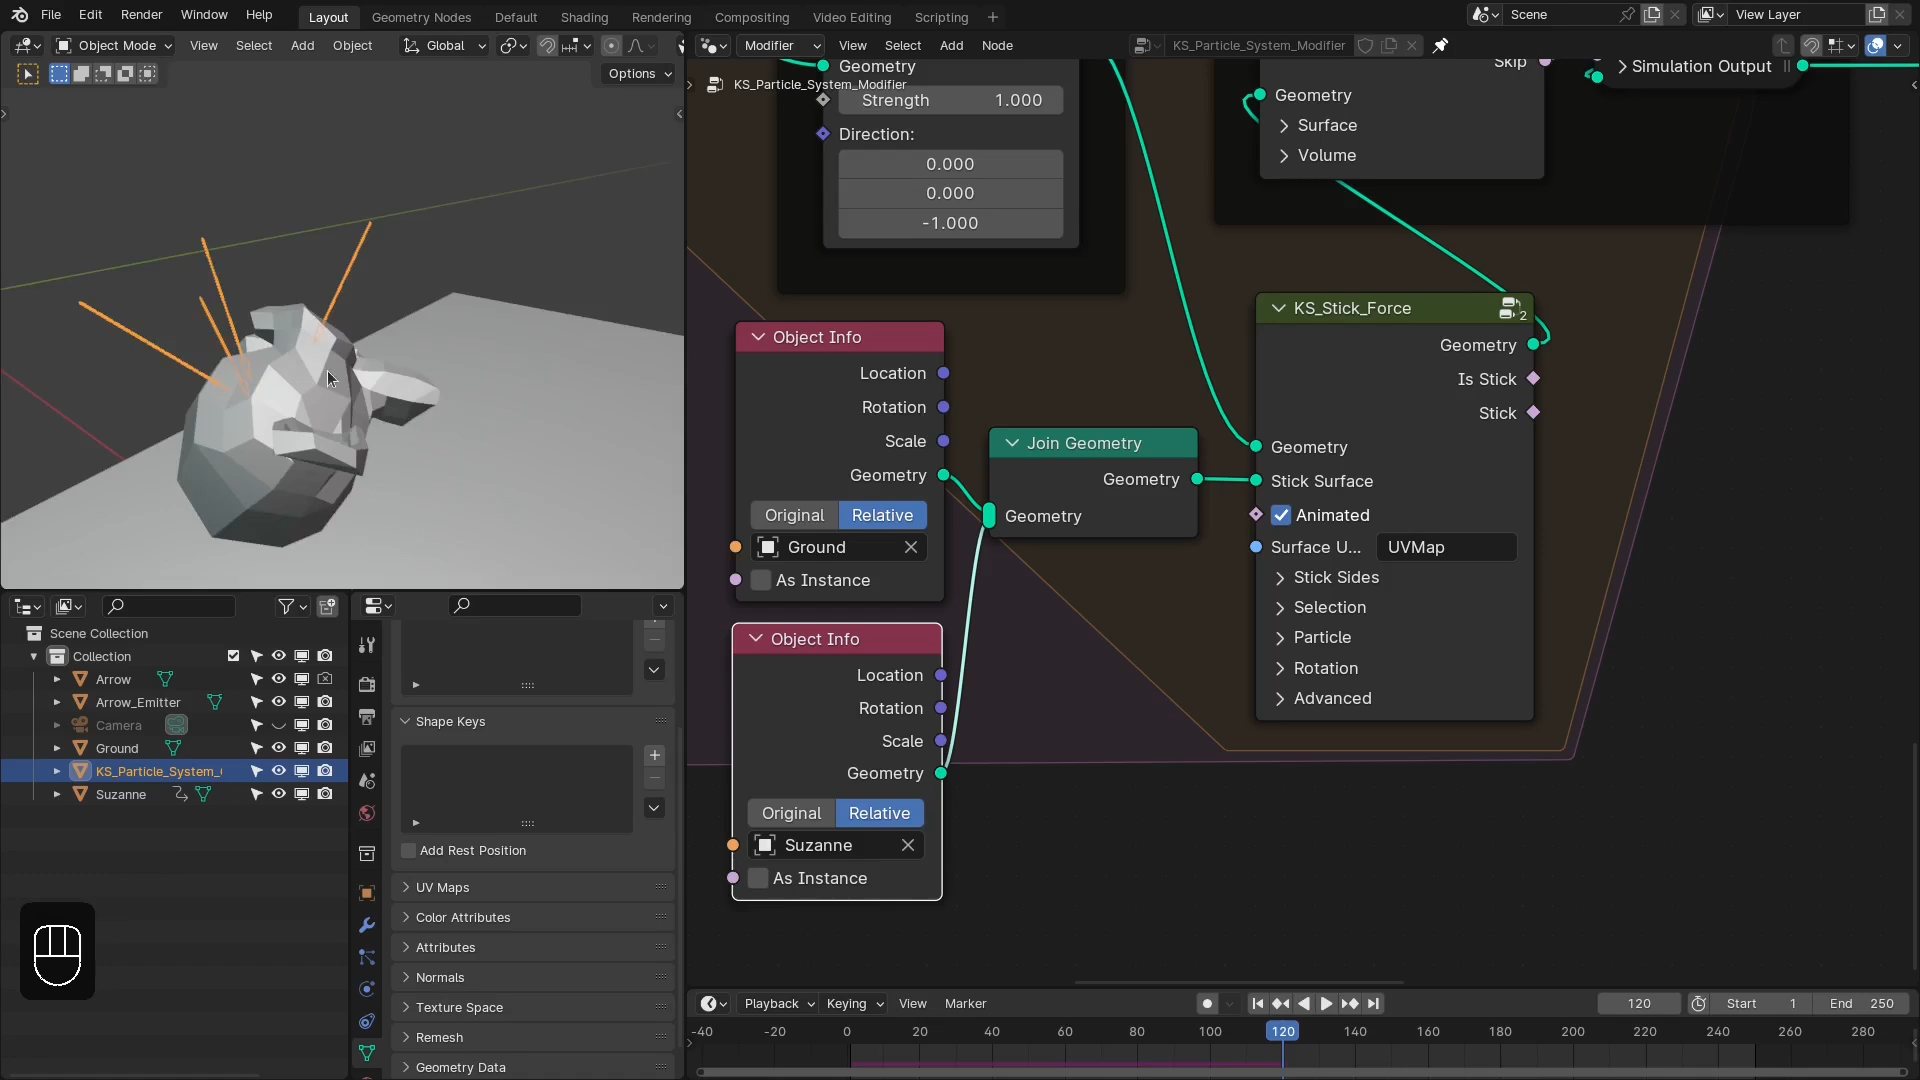 File Edit Render Window Help
Layout Geometry Nodes Default Shading Rendering Compositing Video Editing Scripting +
Scene
View Layer
Object Mode View Select Add Object Global
Options
Modifier View Select Add Node KS_Particle_System_Modifier
KS_Particle_System_Modifier
Geometry
Strength 1.000
Direction:
0.000
0.000
-1.000
Skip
Geometry
Surface
Volume
Simulation Output
Object Info
Location
Rotation
Scale
Geometry
Original Relative
Ground
As Instance
Join Geometry
Geometry
Geometry
KS_Stick_Force
2
Geometry
Is Stick
Stick
Geometry
Stick Surface
Animated
Surface U... UVMap
Stick Sides
Selection
Particle
Rotation
Advanced
Object Info
Location
Rotation
Scale
Geometry
Original Relative
Suzanne
As Instance
Scene Collection
Collection
Arrow
Arrow_Emitter
Camera
Ground
KS_Particle_System_
Suzanne
Shape Keys
Add Rest Position
UV Maps
Color Attributes
Attributes
Normals
Texture Space
Remesh
Geometry Data
Playback Keying View Marker
120 Start 1 End 250
-40 -20 0 20 40 60 80 100 120 140 160 180 200 220 240 260 280